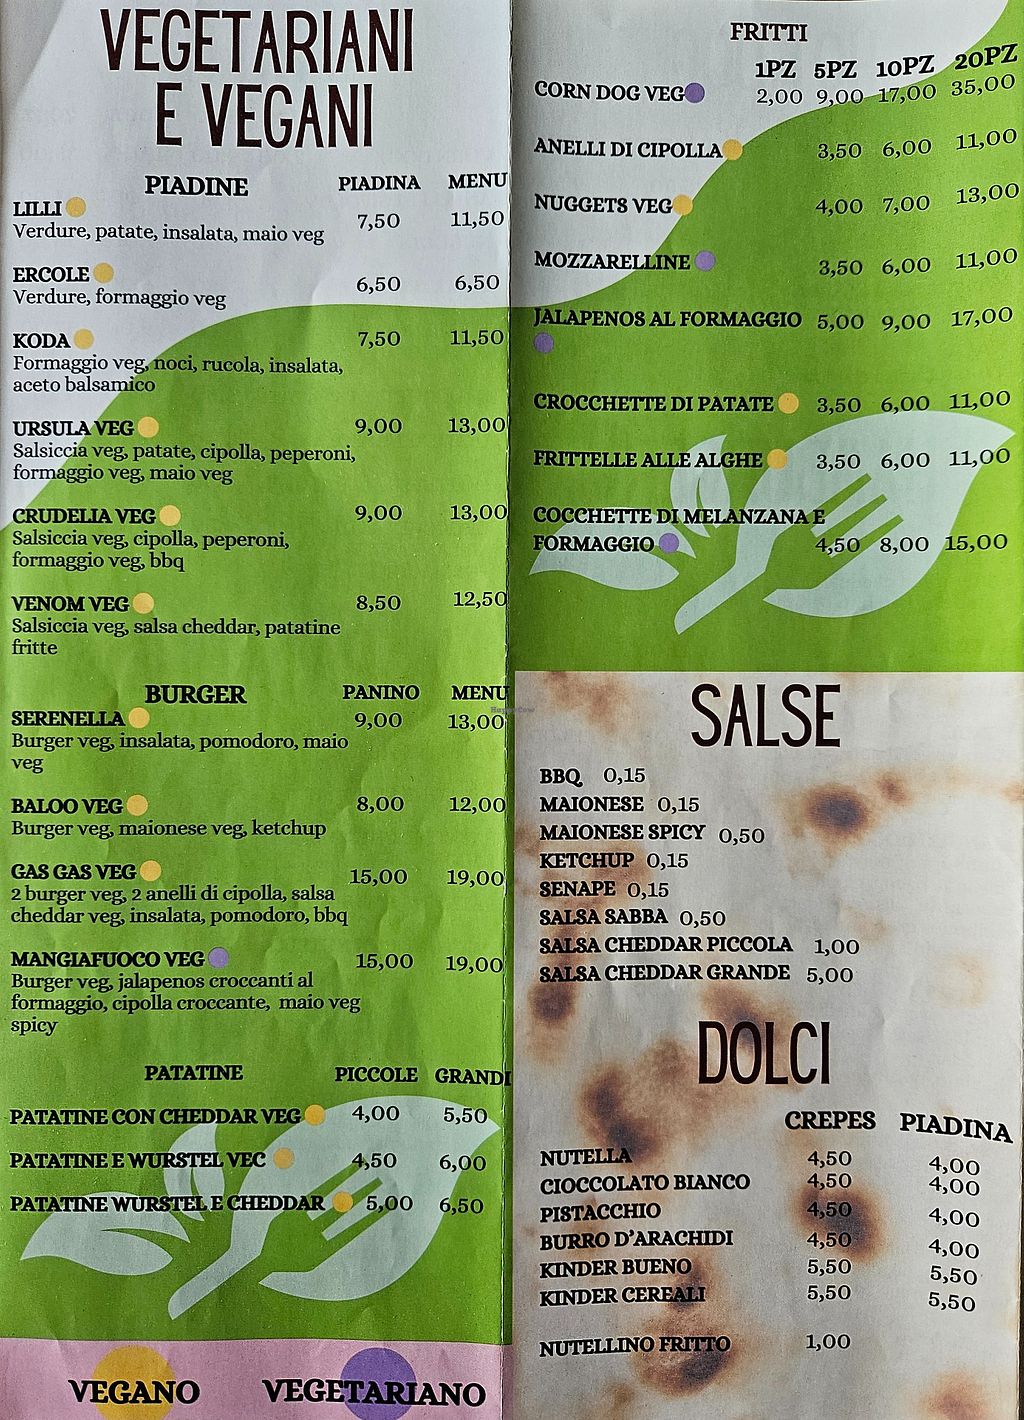 VEGETARIANI
E VEGANI
PIADINE PIADINA MENU
LILLI 7,50 11,50
Verdure, patate, insalata, maio veg
ERCOLE 6,50 6,50
Verdure, formaggio veg
KODA 7,50 11,50
Formaggio veg, noci, rucola, insalata,
aceto balsamico
URSULA VEG 9,00 13,00
Salsiccia veg, patate, cipolla, peperoni,
formaggio veg, maio veg
CRUDELIA VEG 9,00 13,00
Salsiccia veg, cipolla, peperoni,
formaggio veg, bbq
VENOM VEG 8,50 12,50
Salsiccia veg, salsa cheddar, patatine
fritte
BURGER PANINO MENU
SERENELLA 9,00 13,00
Burger veg, insalata, pomodoro, maio
veg
BALOO VEG 8,00 12,00
Burger veg, maionese veg, ketchup
GAS GAS VEG 15,00 19,00
2 burger veg, 2 anelli di cipolla, salsa
cheddar veg, insalata, pomodoro, bbq
MANGIAFUOCO VEG 15,00 19,00
Burger veg, jalapenos croccanti al
formaggio, cipolla croccante, maio veg
spicy
PATATINE PICCOLE GRANDI
PATATINE CON CHEDDAR VEG 4,00 5,50
PATATINE E WURSTEL VEC 4,50 6,00
PATATINE WURSTEL E CHEDDAR 5,00 6,50
VEGANO VEGETARIANO
FRITTI
1PZ 5PZ 10PZ 20PZ
CORN DOG VEG 2,00 9,00 17,00 35,00
ANELLI DI CIPOLLA 3,50 6,00 11,00
NUGGETS VEG 4,00 7,00 13,00
MOZZARELLINE 3,50 6,00 11,00
JALAPENOS AL FORMAGGIO 5,00 9,00 17,00
CROCCHETTE DI PATATE 3,50 6,00 11,00
FRITTELLE ALLE ALGHE 3,50 6,00 11,00
COCCHETTE DI MELANZANA E
FORMAGGIO 4,50 8,00 15,00
SALSE
BBQ 0,15
MAIONESE 0,15
MAIONESE SPICY 0,50
KETCHUP 0,15
SENAPE 0,15
SALSA SABBA 0,50
SALSA CHEDDAR PICCOLA 1,00
SALSA CHEDDAR GRANDE 5,00
DOLCI
CREPES PIADINA
NUTELLA 4,50 4,00
CIOCCOLATO BIANCO 4,50 4,00
PISTACCHIO 4,50 4,00
BURRO D'ARACHIDI 4,50 4,00
KINDER BUENO 5,50 5,50
KINDER CEREALI 5,50 5,50
NUTELLINO FRITTO 1,00
HappyCow